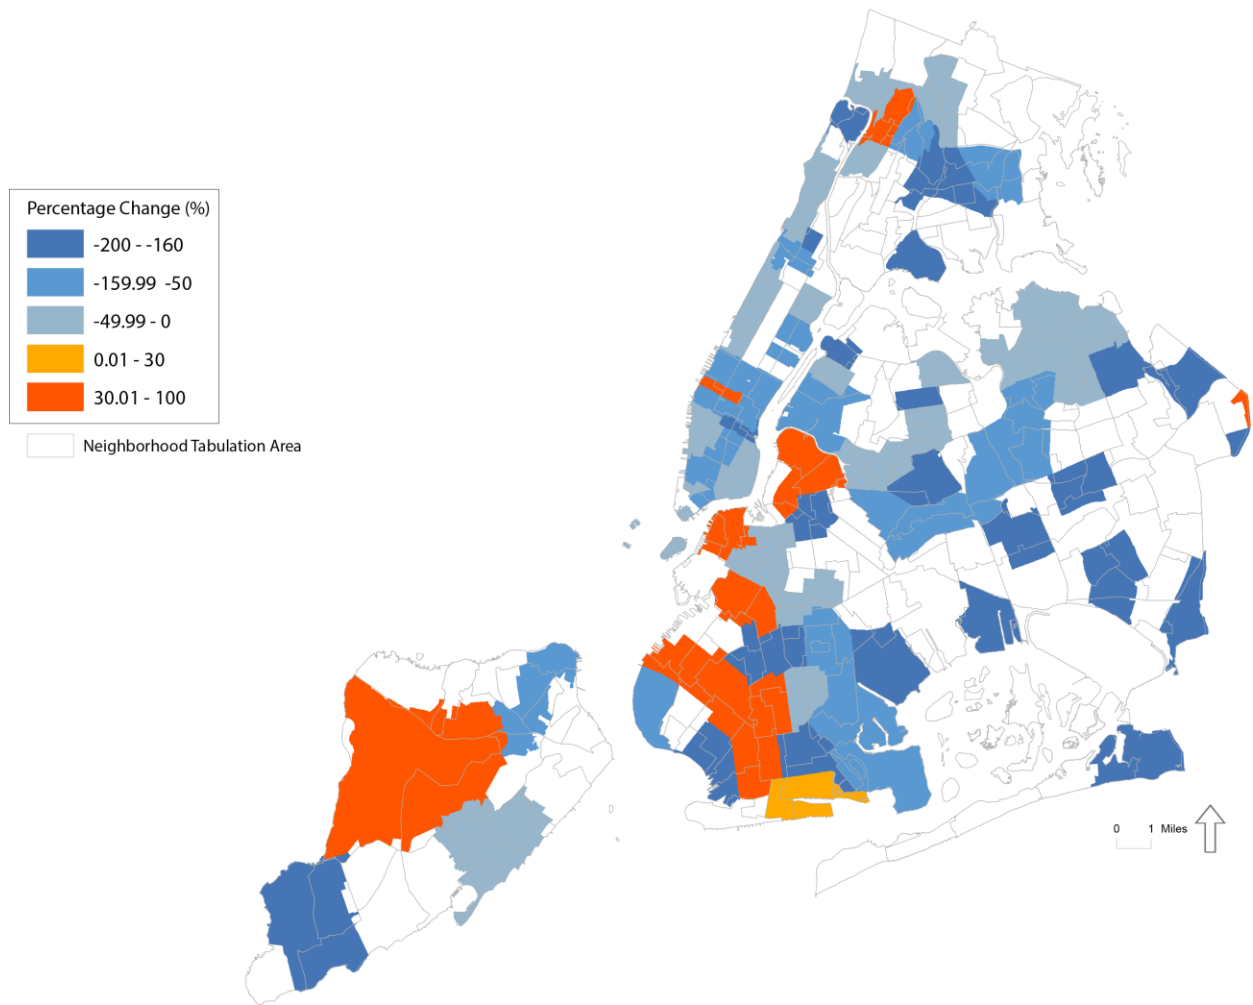 Percentage Change (%)
-200 - -160
-159.99 -50
-49.99 - 0
0.01 - 30
30.01 - 100
Neighborhood Tabulation Area
0 1 Miles